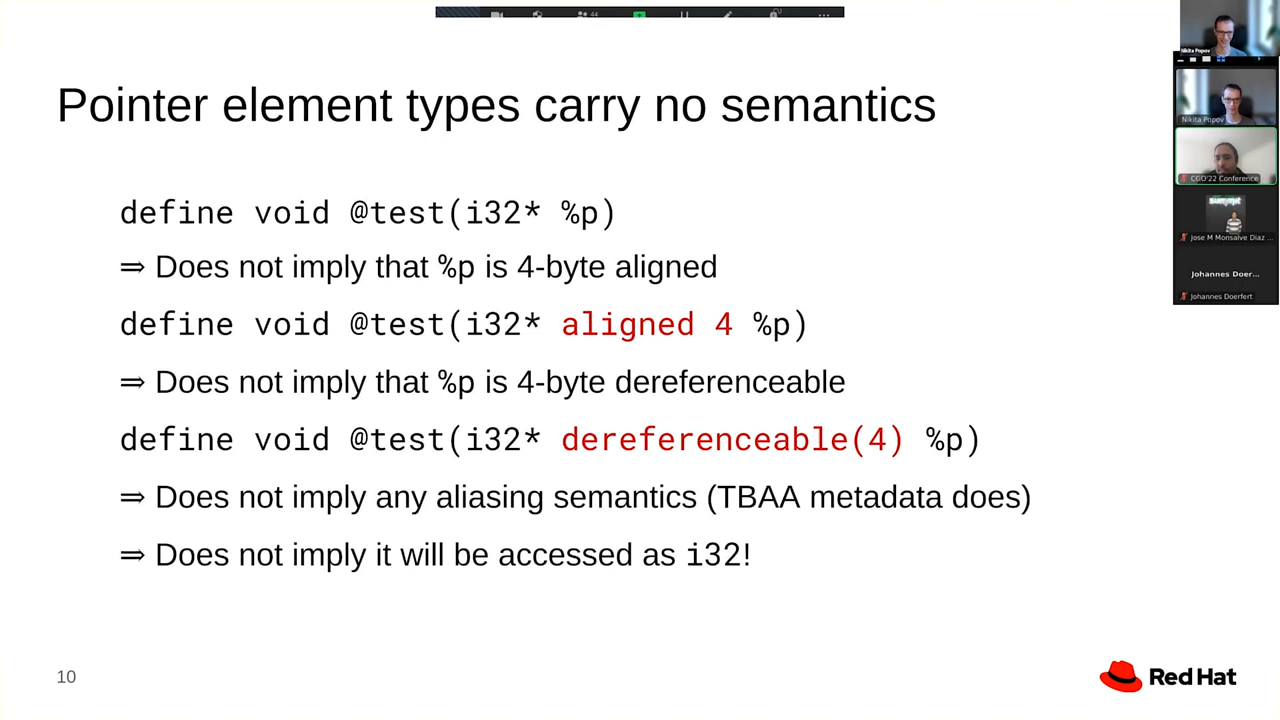 44
Pointer element types carry no semantics
define void @test(i32* %p)
⇒ Does not imply that %p is 4-byte aligned
define void @test(i32* aligned 4 %p)
⇒ Does not imply that %p is 4-byte dereferenceable
define void @test(i32* dereferenceable(4) %p)
⇒ Does not imply any aliasing semantics (TBAA metadata does)
⇒ Does not imply it will be accessed as i32!
10
Red Hat
Nikita Popov
Nikita Popov
CGO'22 Conference
Jose M Monsalve Diaz ...
Johannes Doer...
Johannes Doerfert